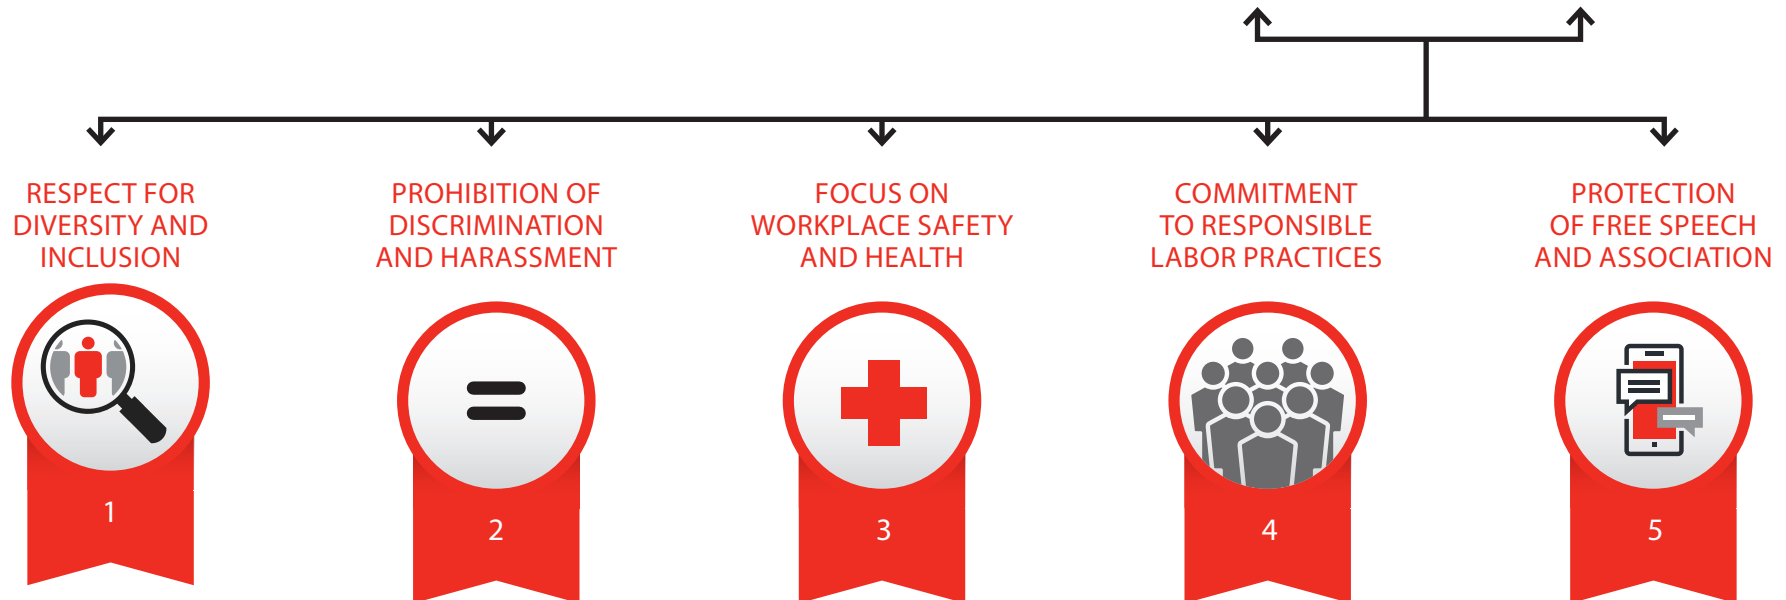 RESPECT FOR
DIVERSITY AND
INCLUSION
1
PROHIBITION OF
DISCRIMINATION
AND HARASSMENT
2
FOCUS ON
WORKPLACE SAFETY
AND HEALTH
3
COMMITMENT
TO RESPONSIBLE
LABOR PRACTICES
4
PROTECTION
OF FREE SPEECH
AND ASSOCIATION
5